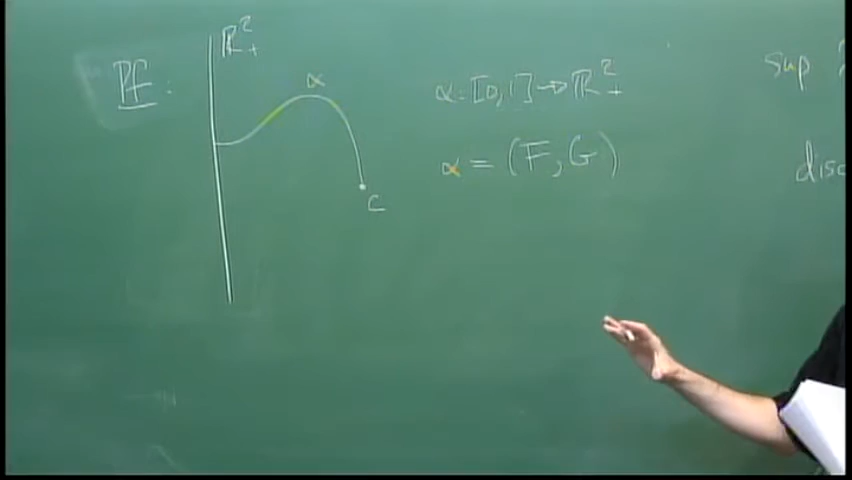 Pf:
ℝ²₊
α
c
α: [0,1] → ℝ²₊
α = (F, G)
sup
disc